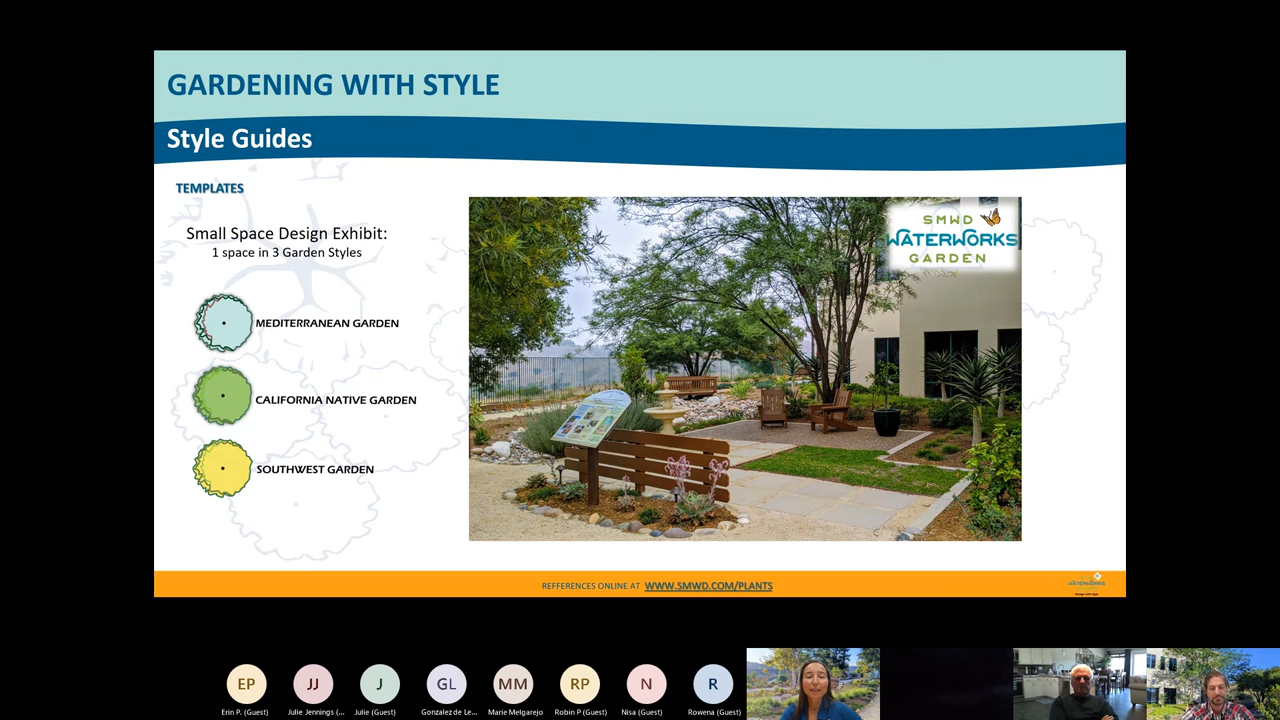 GARDENING WITH STYLE
Style Guides
TEMPLATES
Small Space Design Exhibit:
1 space in 3 Garden Styles
MEDITERRANEAN GARDEN
CALIFORNIA NATIVE GARDEN
SOUTHWEST GARDEN
SMWD
WATERWORKS
GARDEN
REFFERENCES ONLINE AT WWW.SMWD.COM/PLANTS
WATERWORKS
EP
JJ
J
GL
MM
RP
N
R
Erin P. (Guest)
Julie Jennings (...
Julie (Guest)
Gonzalez de Le...
Marie Melgarejo
Robin P (Guest)
Nisa (Guest)
Rowena (Guest)